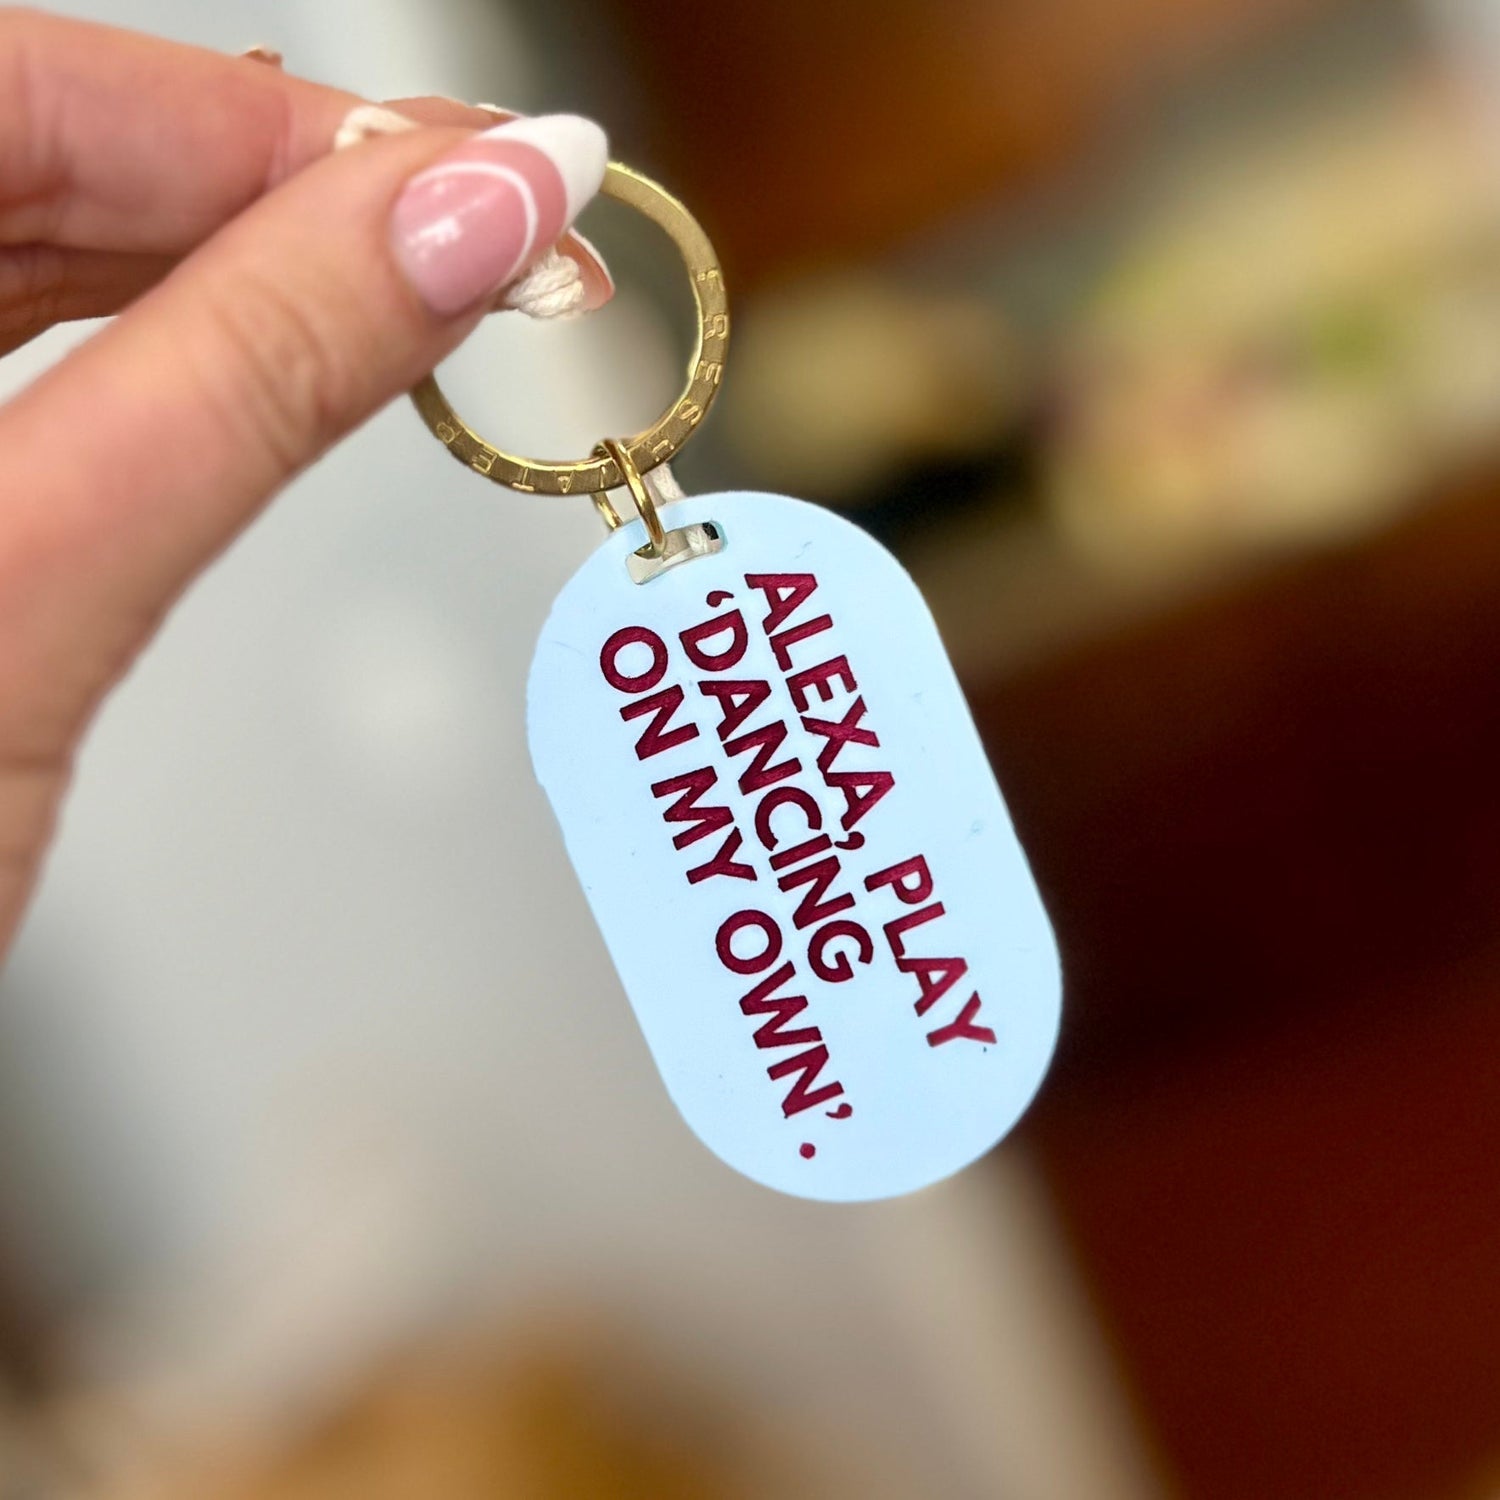 ALEXA, PLAY
‘DANCING
ON MY OWN’.